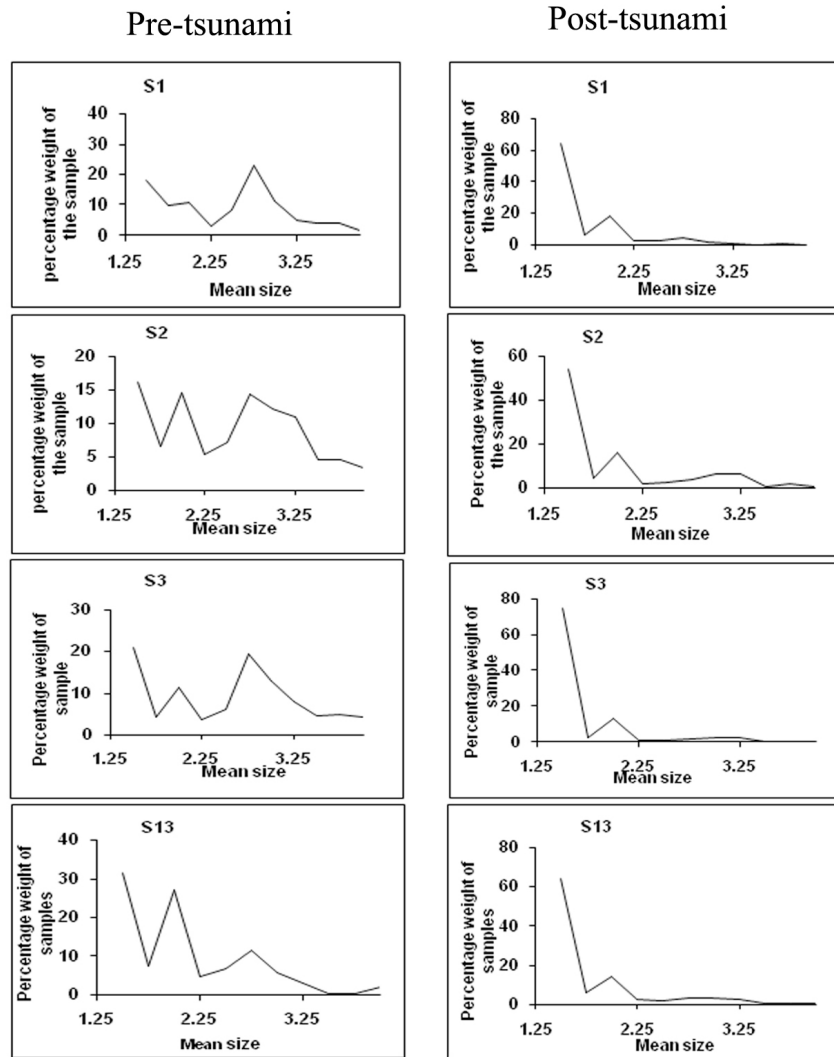 Pre-tsunami
Post-tsunami
S1
percentage weight of
the sample
40
30
20
10
0
1.25
2.25
3.25
Mean size
S1
percentage weight of
the sample
80
60
40
20
0
1.25
2.25
3.25
Mean size
S2
percentage weight of
the sample
20
15
10
5
0
1.25
2.25
3.25
Mean size
S2
Percentage weight of
the sample
60
40
20
0
1.25
2.25
3.25
Mean size
S3
Percentage weight of
sample
30
20
10
0
1.25
2.25
3.25
Mean size
S3
Percentage weight of
sample
80
60
40
20
0
1.25
2.25
3.25
Mean size
S13
Percentage weight of
samples
40
30
20
10
0
1.25
2.25
3.25
Mean size
S13
Percentage weight of
samples
80
60
40
20
0
1.25
2.25
3.25
Mean size